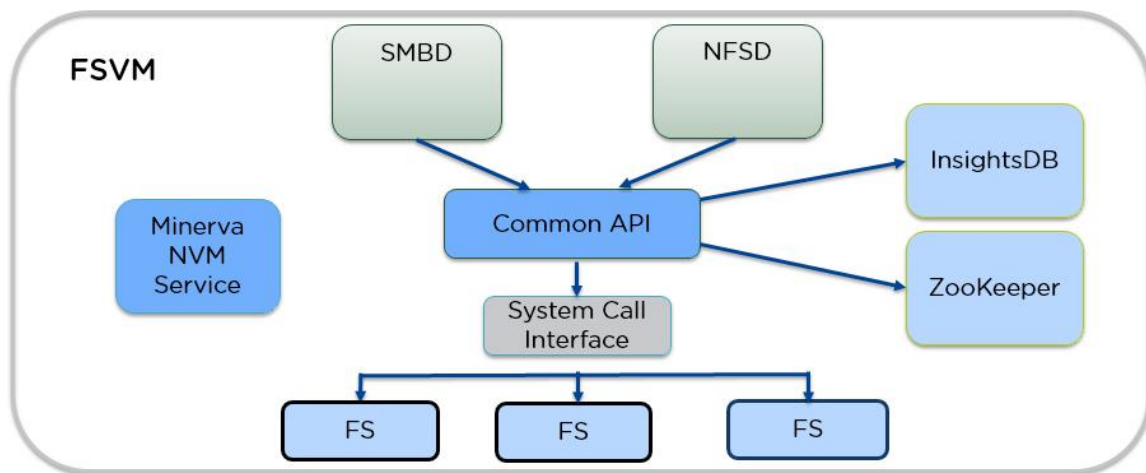 FSVM
SMBD
NFSD
InsightsDB
Minerva
NVM
Service
Common API
ZooKeeper
System Call
Interface
FS
FS
FS